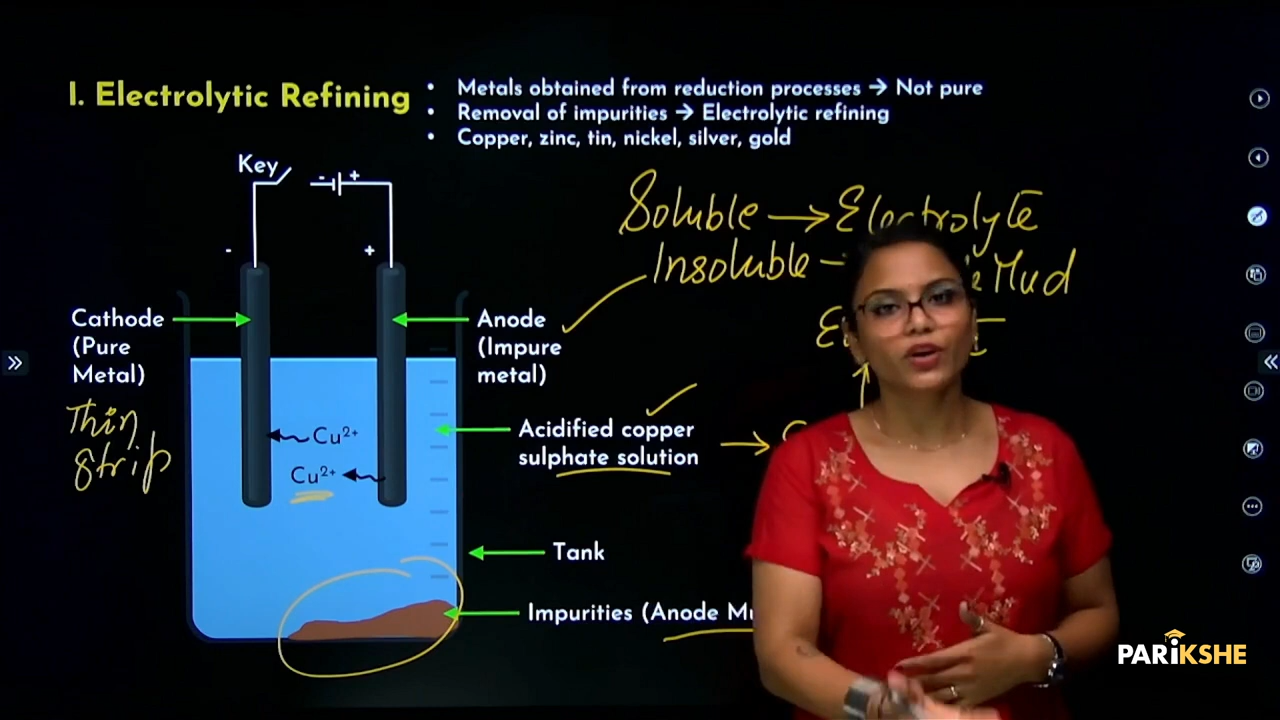 I. Electrolytic Refining
• Metals obtained from reduction processes → Not pure
• Removal of impurities → Electrolytic refining
• Copper, zinc, tin, nickel, silver, gold
Key
- +
- +
Soluble → Electrolyte
Insoluble – Mud
Cathode
(Pure
Metal)
Thin
strip
Anode
(Impure
metal)
Cu²⁺
Cu²⁺
Acidified copper
sulphate solution →
Tank
Impurities (Anode
PARIKSHE